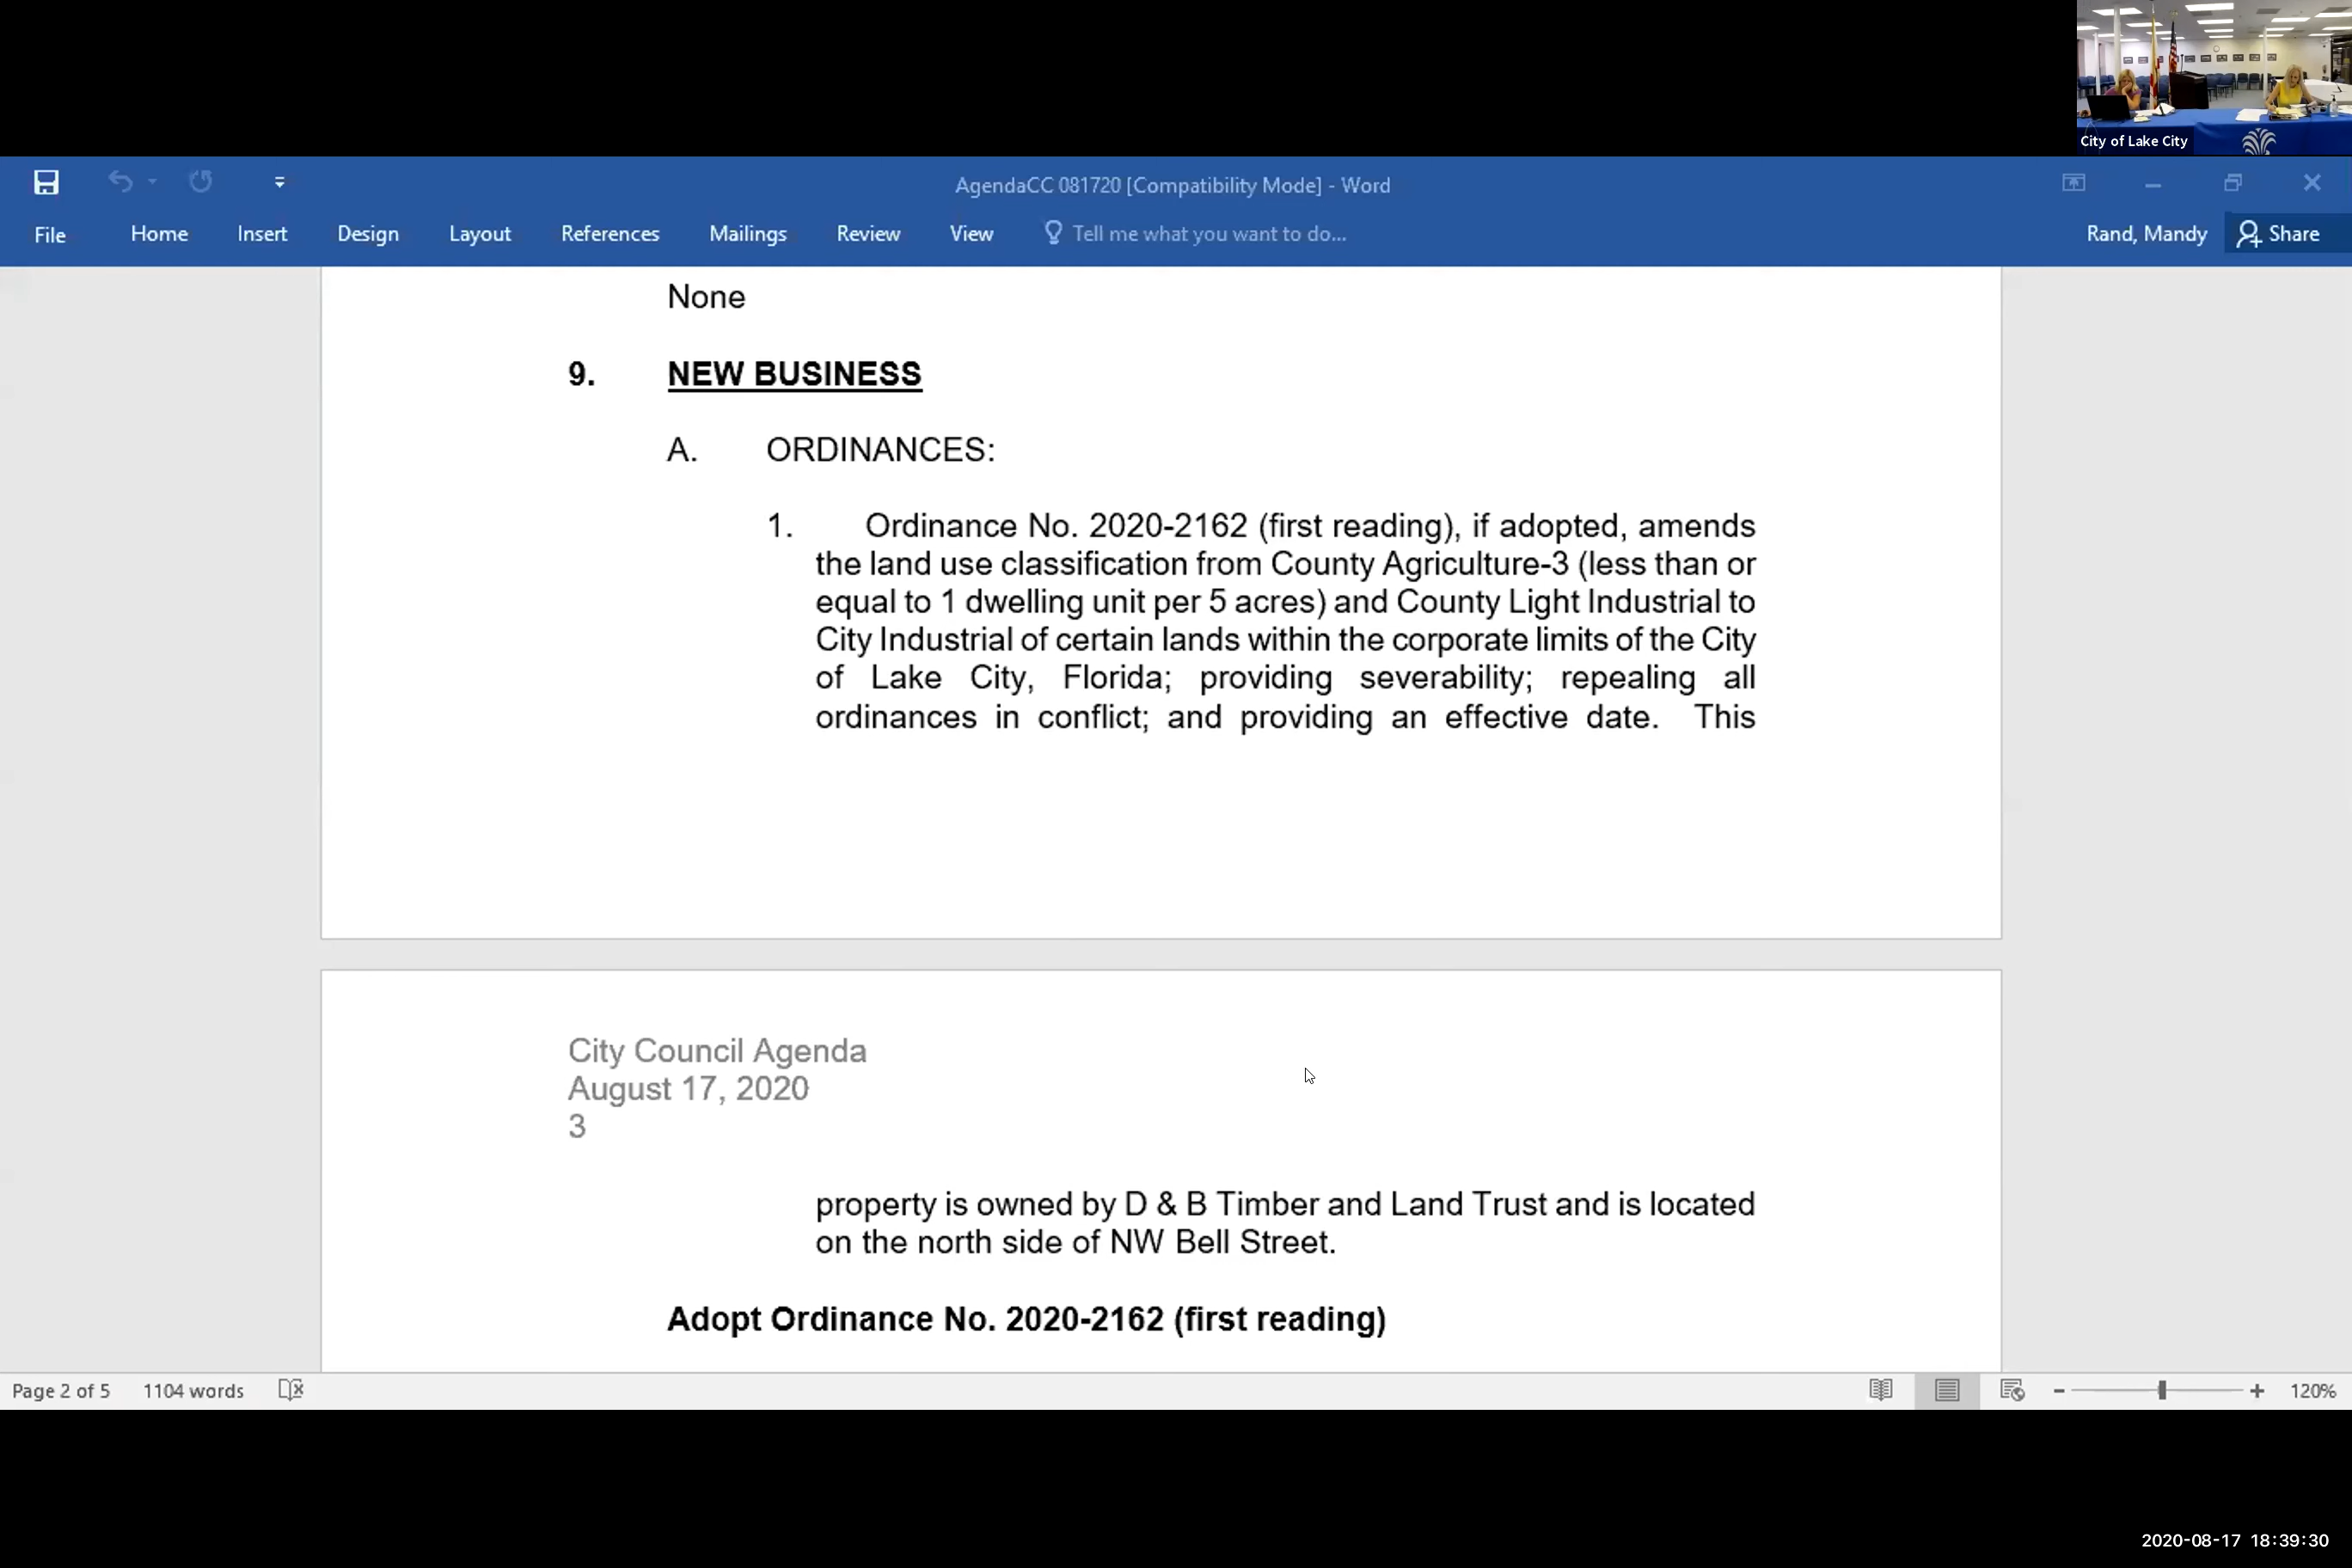 City of Lake City
AgendaCC 081720 [Compatibility Mode] - Word
File Home Insert Design Layout References Mailings Review View Tell me what you want to do... Rand, Mandy Share
None
9. NEW BUSINESS
A. ORDINANCES:
1. Ordinance No. 2020-2162 (first reading), if adopted, amends
the land use classification from County Agriculture-3 (less than or
equal to 1 dwelling unit per 5 acres) and County Light Industrial to
City Industrial of certain lands within the corporate limits of the City
of Lake City, Florida; providing severability; repealing all
ordinances in conflict; and providing an effective date. This
City Council Agenda
August 17, 2020
3
property is owned by D & B Timber and Land Trust and is located
on the north side of NW Bell Street.
Adopt Ordinance No. 2020-2162 (first reading)
Page 2 of 5 1104 words 120%
2020-08-17 18:39:30